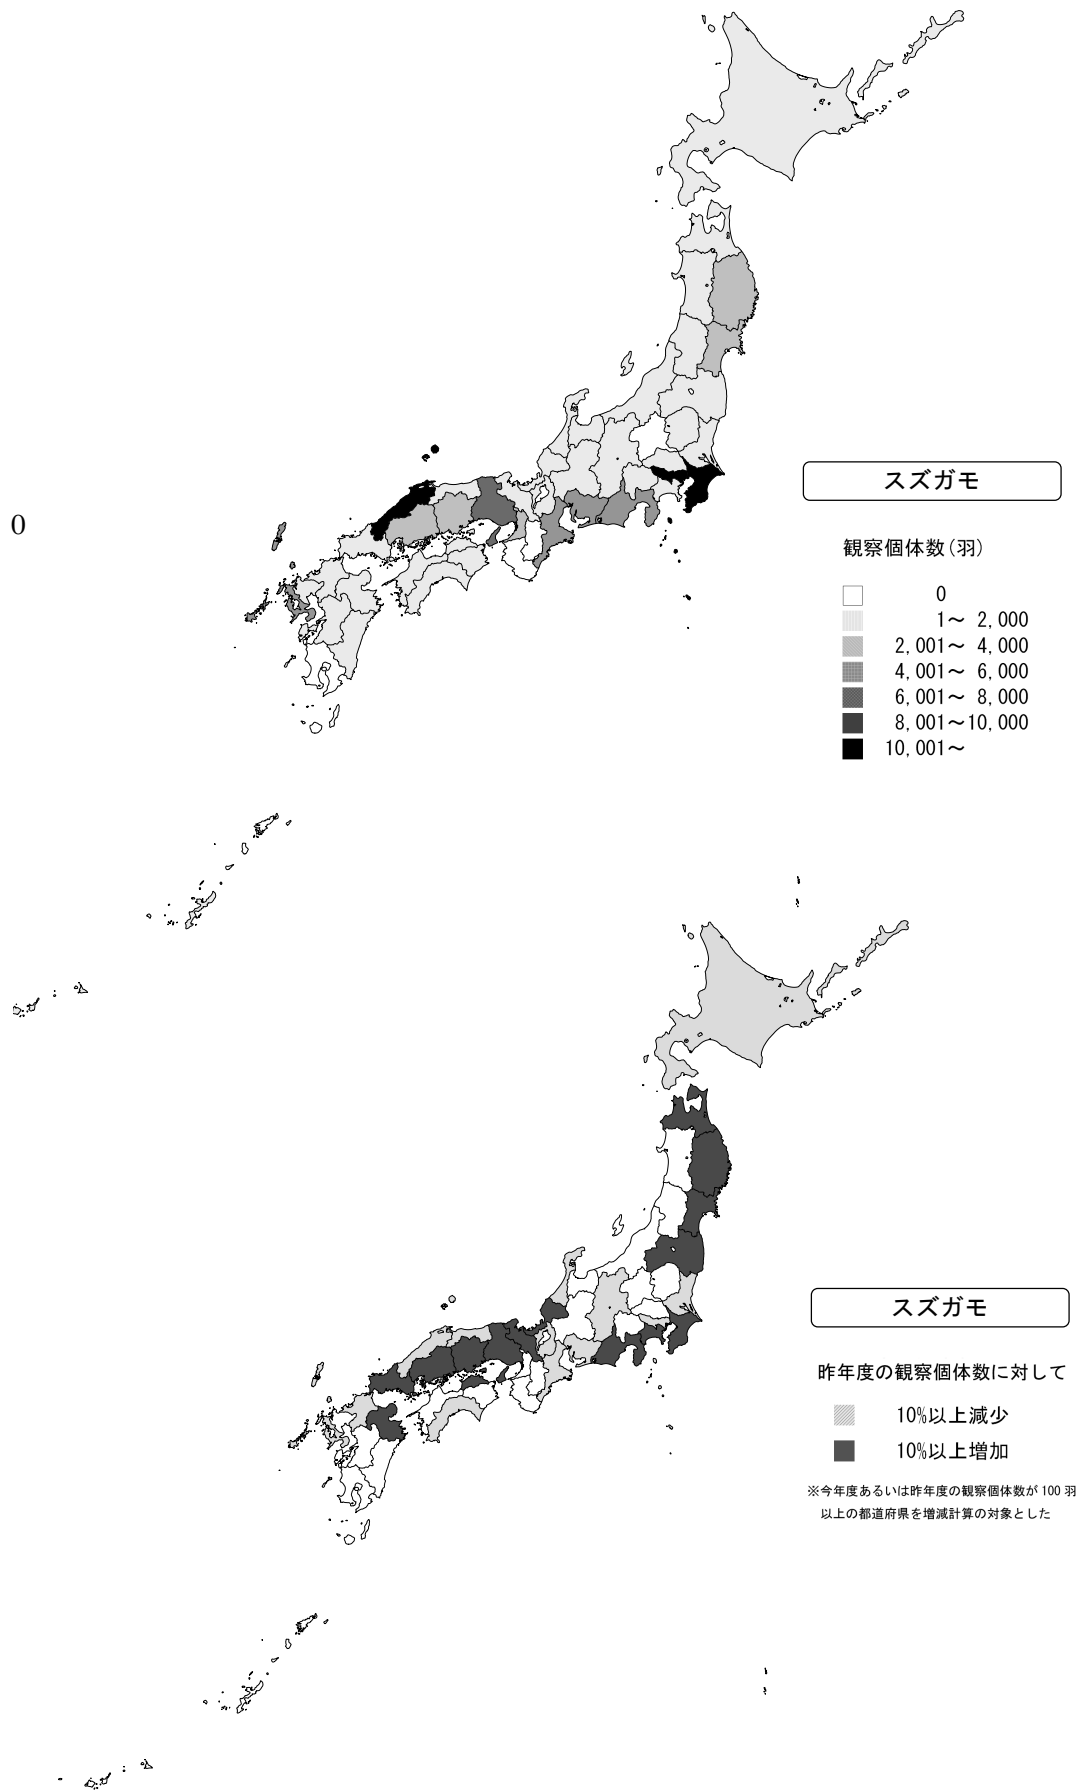 スズガモ
0
観察個体数(羽)
0
1～ 2,000
2,001～ 4,000
4,001～ 6,000
6,001～ 8,000
8,001～10,000
10,001～
スズガモ
昨年度の観察個体数に対して
10%以上減少
10%以上増加
※今年度あるいは昨年度の観察個体数が100羽
以上の都道府県を増減計算の対象とした